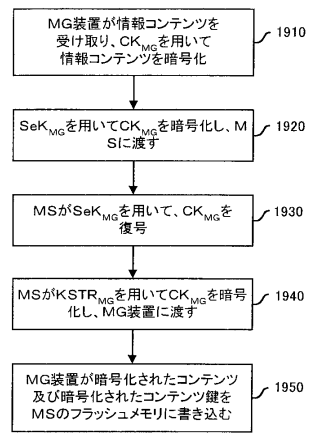 MG装置が情報コンテンツを
受け取り、CKMGを用いて
情報コンテンツを暗号化
1910
SeKMGを用いてCKMGを暗号化し、M
Sに渡す
1920
MSがSeKMGを用いて、CKMGを
復号
1930
MSがKSTRMGを用いてCKMGを暗号
化し、MG装置に渡す
1940
MG装置が暗号化されたコンテンツ
及び暗号化されたコンテンツ鍵を
MSのフラッシュメモリに書き込む
1950